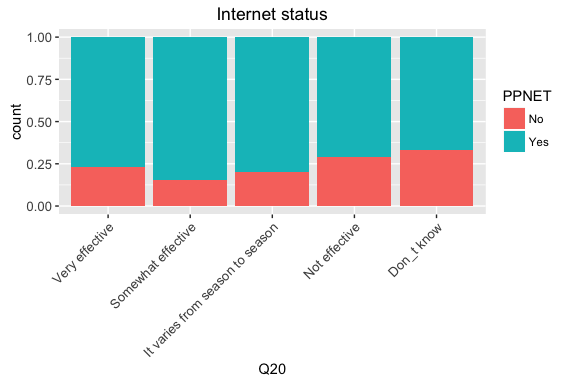 Internet status
1.00
0.75
0.50
0.25
0.00
count
Very effective
Somewhat effective
It varies from season to season
Not effective
Don_t know
Q20
PPNET
No
Yes